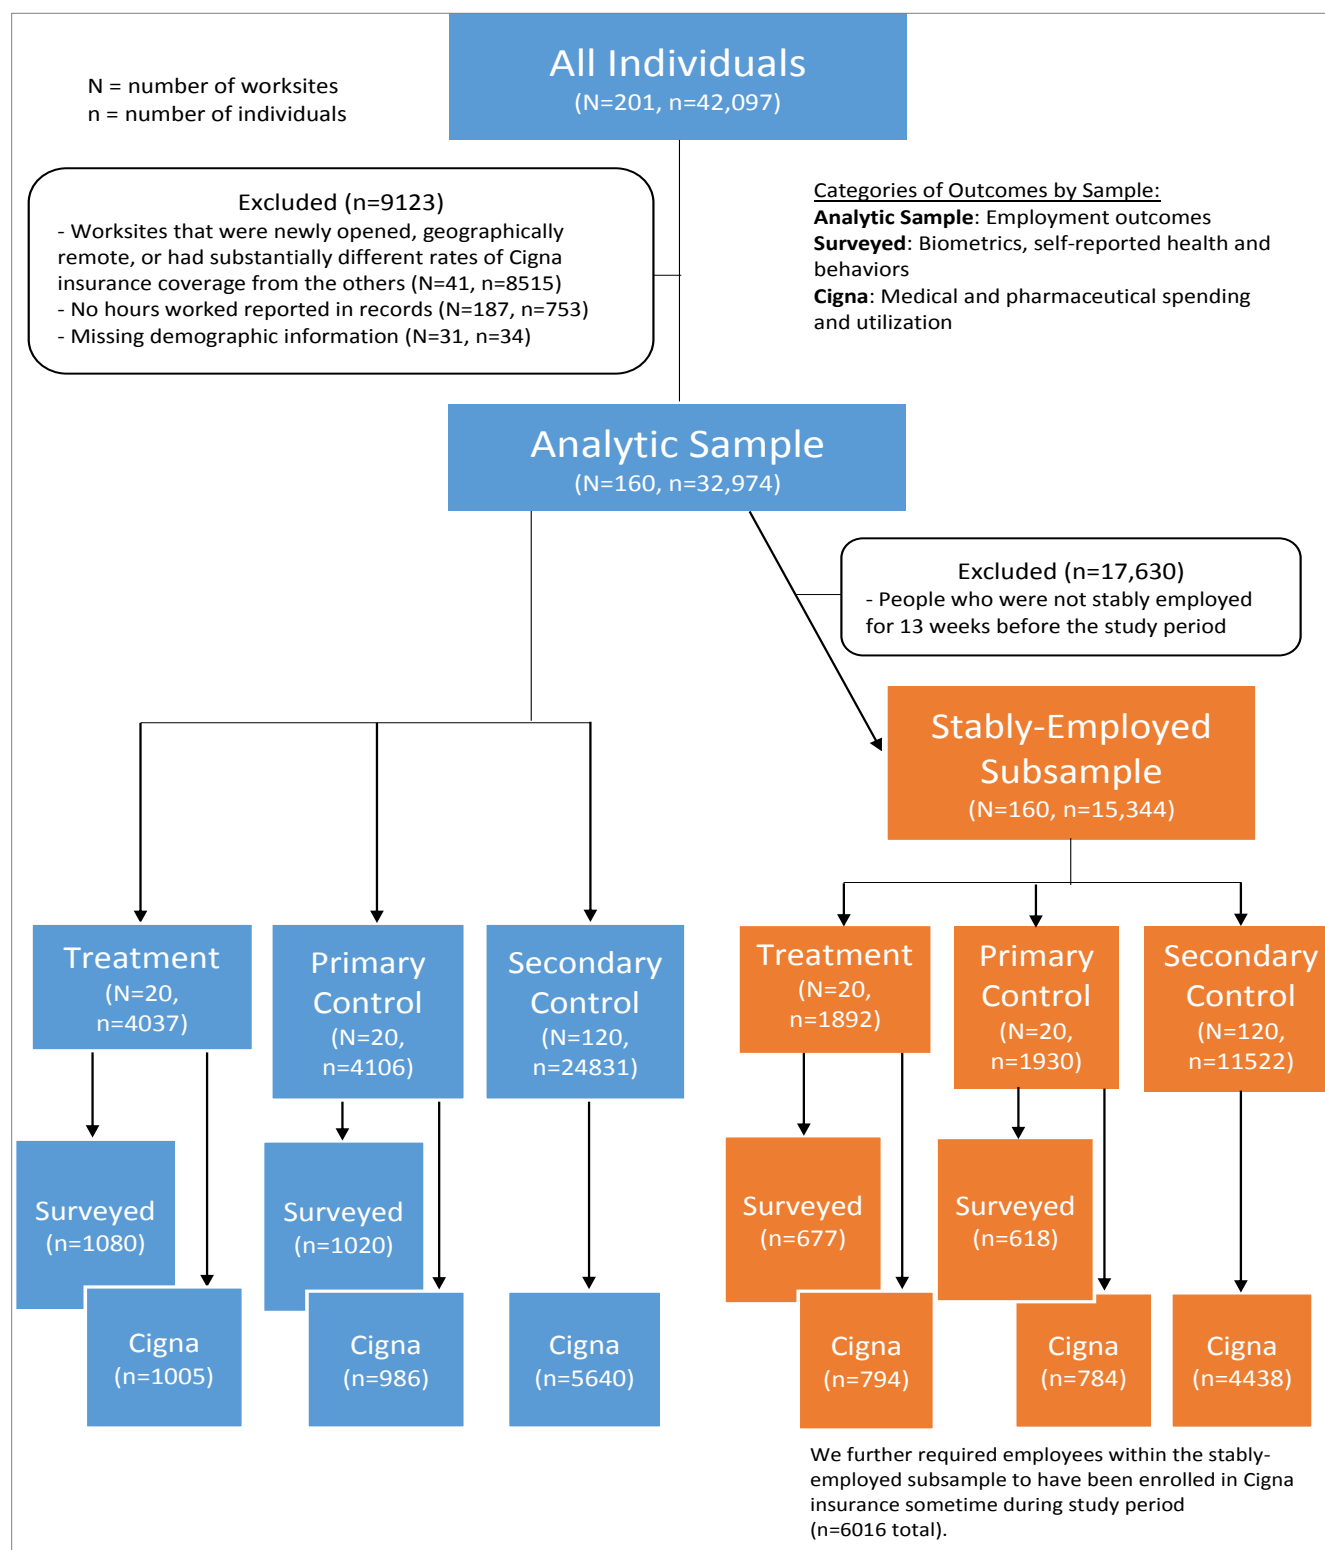 All Individuals
(N=201, n=42,097)
N = number of worksites
n = number of individuals
Excluded (n=9123)
- Worksites that were newly opened, geographically
remote, or had substantially different rates of Cigna
insurance coverage from the others (N=41, n=8515)
- No hours worked reported in records (N=187, n=753)
- Missing demographic information (N=31, n=34)
Categories of Outcomes by Sample:
Analytic Sample: Employment outcomes
Surveyed: Biometrics, self-reported health and
behaviors
Cigna: Medical and pharmaceutical spending
and utilization
Analytic Sample
(N=160, n=32,974)
Excluded (n=17,630)
- People who were not stably employed
for 13 weeks before the study period
Stably-Employed
Subsample
(N=160, n=15,344)
Treatment
(N=20,
n=4037)
Primary
Control
(N=20,
n=4106)
Secondary
Control
(N=120,
n=24831)
Treatment
(N=20,
n=1892)
Primary
Control
(N=20,
n=1930)
Secondary
Control
(N=120,
n=11522)
Surveyed
(n=1080)
Surveyed
(n=1020)
Surveyed
(n=677)
Surveyed
(n=618)
Cigna
(n=1005)
Cigna
(n=986)
Cigna
(n=5640)
Cigna
(n=794)
Cigna
(n=784)
Cigna
(n=4438)
We further required employees within the stably-
employed subsample to have been enrolled in Cigna
insurance sometime during study period
(n=6016 total).